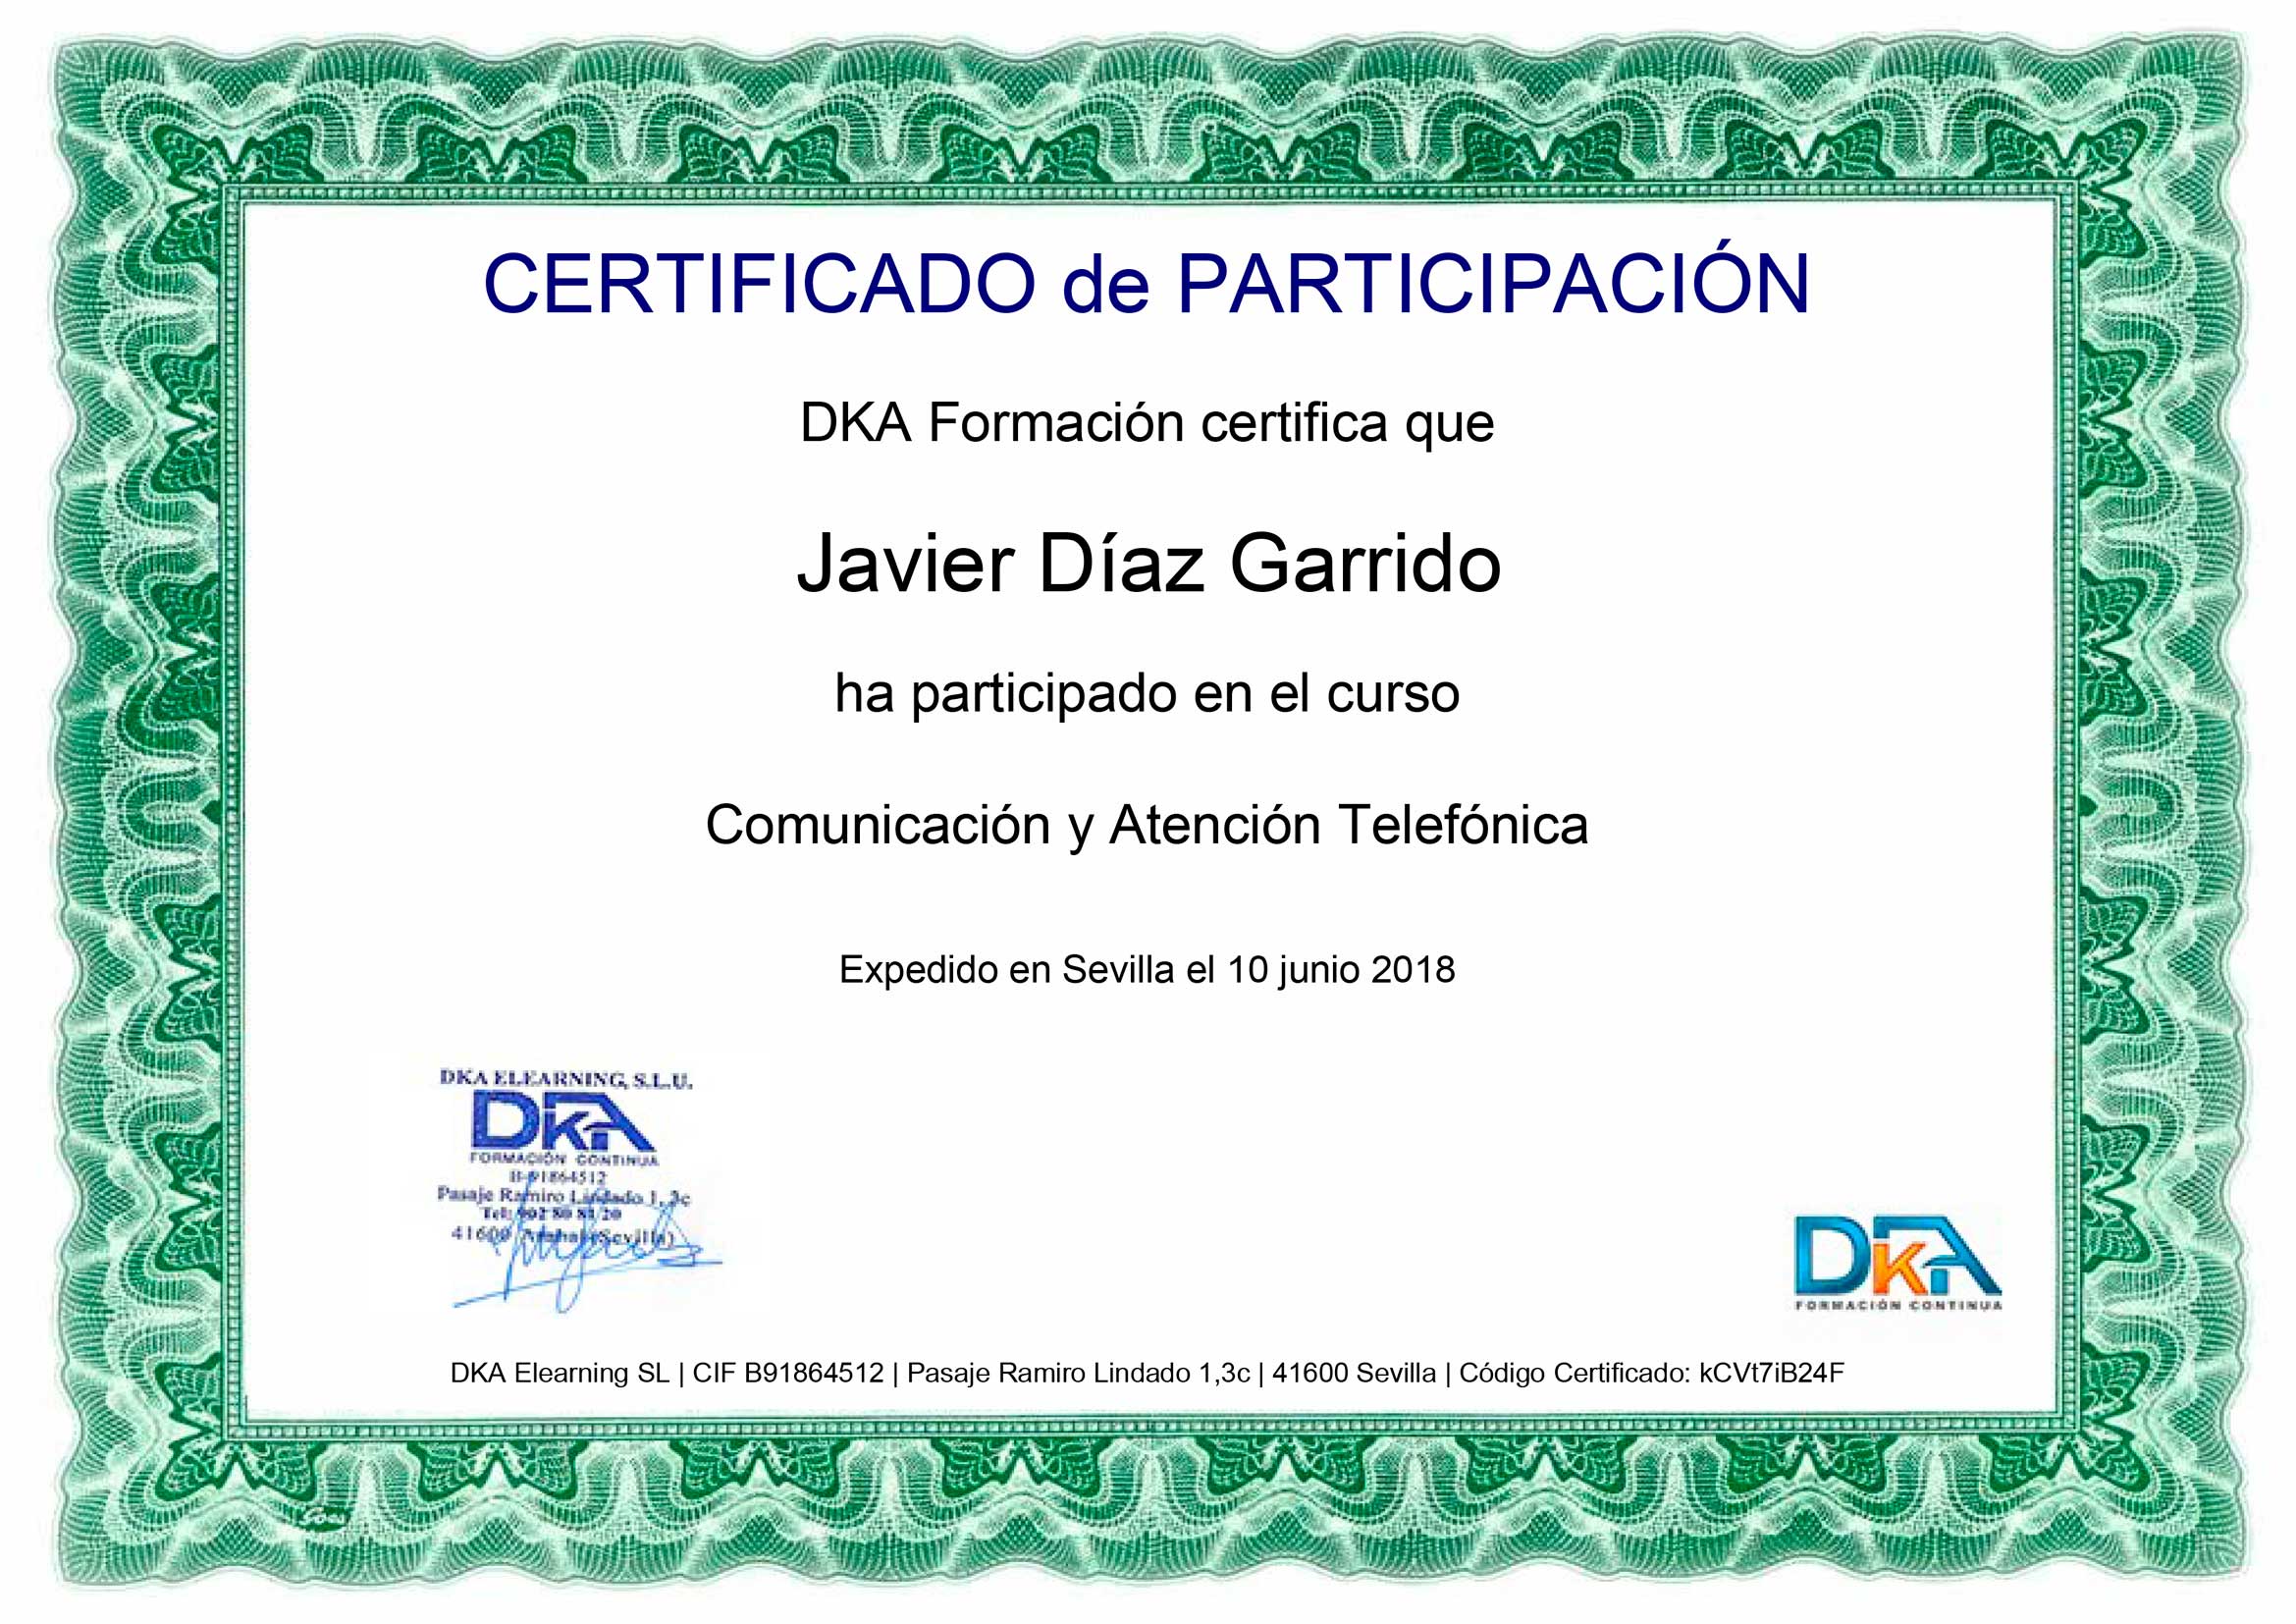 CERTIFICADO de PARTICIPACIÓN
DKA Formación certifica que
Javier Díaz Garrido
ha participado en el curso
Comunicación y Atención Telefónica
Expedido en Sevilla el 10 junio 2018
DKA ELEARNING, S.L.U.
DKA
FORMACIÓN CONTINUA
B-91864512
Pasaje Ramiro Lindado 1, 3c
Tel: 902 80 81 20
41600 (Sevilla)
DKA
FORMACIÓN CONTINUA
DKA Elearning SL | CIF B91864512 | Pasaje Ramiro Lindado 1,3c | 41600 Sevilla | Código Certificado: kCVt7iB24F
Goes